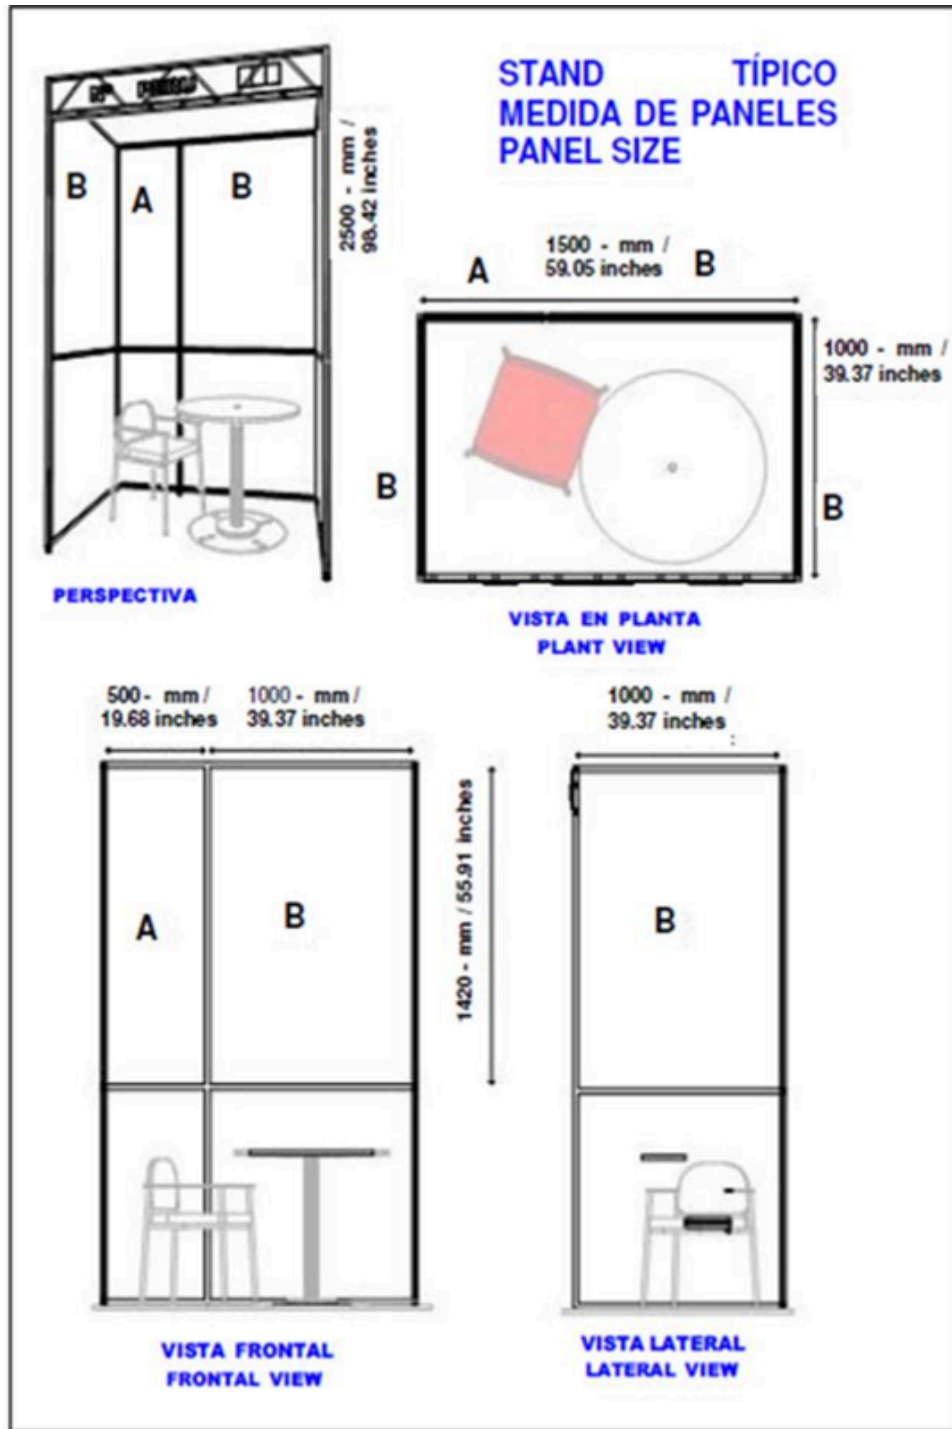 Nº PERU
STAND TÍPICO
MEDIDA DE PANELES
PANEL SIZE
B
A
B
2500 - mm /
98.42 inches
A
1500 - mm /
59.05 inches
B
1000 - mm /
39.37 inches
B
B
PERSPECTIVA
VISTA EN PLANTA
PLANT VIEW
500 - mm /
19.68 inches
1000 - mm /
39.37 inches
1000 - mm /
39.37 inches
:
A
B
1420 - mm / 55.91 inches
B
VISTA FRONTAL
FRONTAL VIEW
VISTA LATERAL
LATERAL VIEW